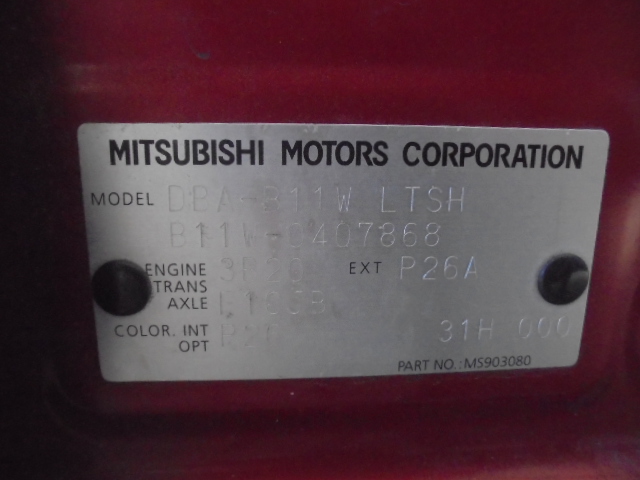 MITSUBISHI MOTORS CORPORATION
MODEL DBA-B11W LTSH
B11W-0407868
ENGINE EXT P26A
TRANS
AXLE
COLOR. INT 31H 000
OPT
PART NO.: MS903080